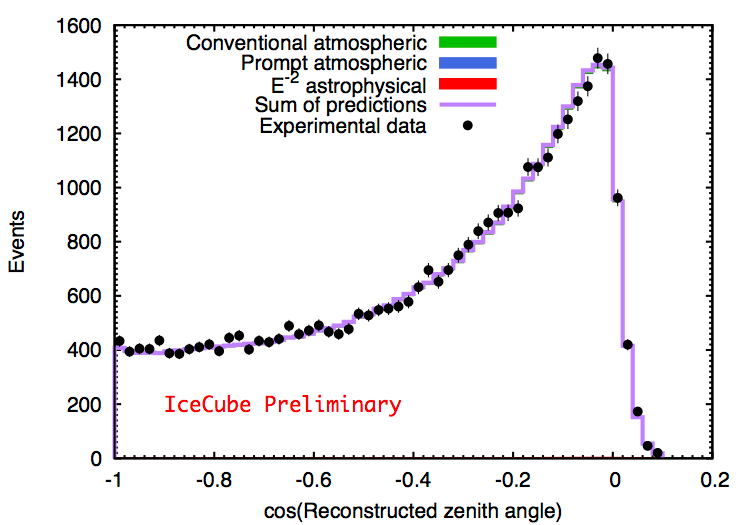 1600
1400
1200
1000
800
600
400
200
0
Events
Conventional atmospheric
Prompt atmospheric
E-2 astrophysical
Sum of predictions
Experimental data
IceCube Preliminary
-1 -0.8 -0.6 -0.4 -0.2 0 0.2
cos(Reconstructed zenith angle)